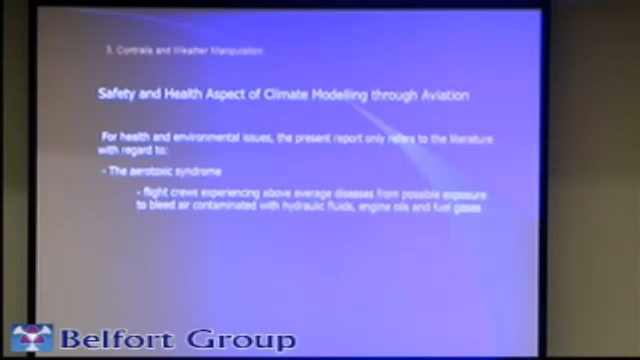 3. Contrails and Weather Manipulation
Safety and Health Aspect of Climate Modelling through Aviation
For health and environmental issues, the present report only refers to the literature
with regard to:
- The aerotoxic syndrome
- flight crews experiencing above average diseases from possible exposure
to bleed air contaminated with hydraulic fluids, engine oils and fuel gases
Belfort Group